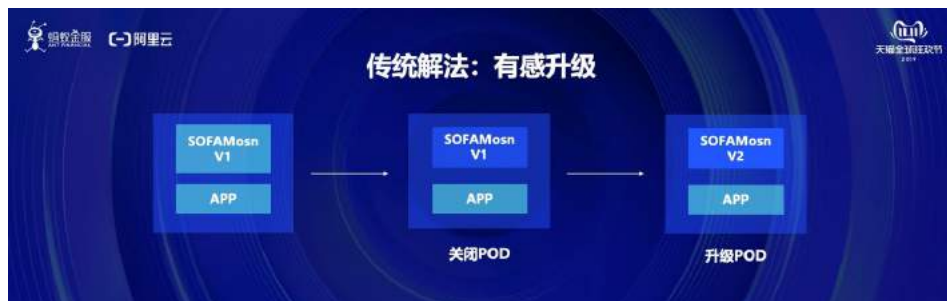 蚂蚁金服
ANT FINANCIAL
阿里云
天猫全球狂欢节
2019
传统解法：有感升级
SOFAMosn
V1
APP
SOFAMosn
V1
APP
关闭POD
SOFAMosn
V2
APP
升级POD